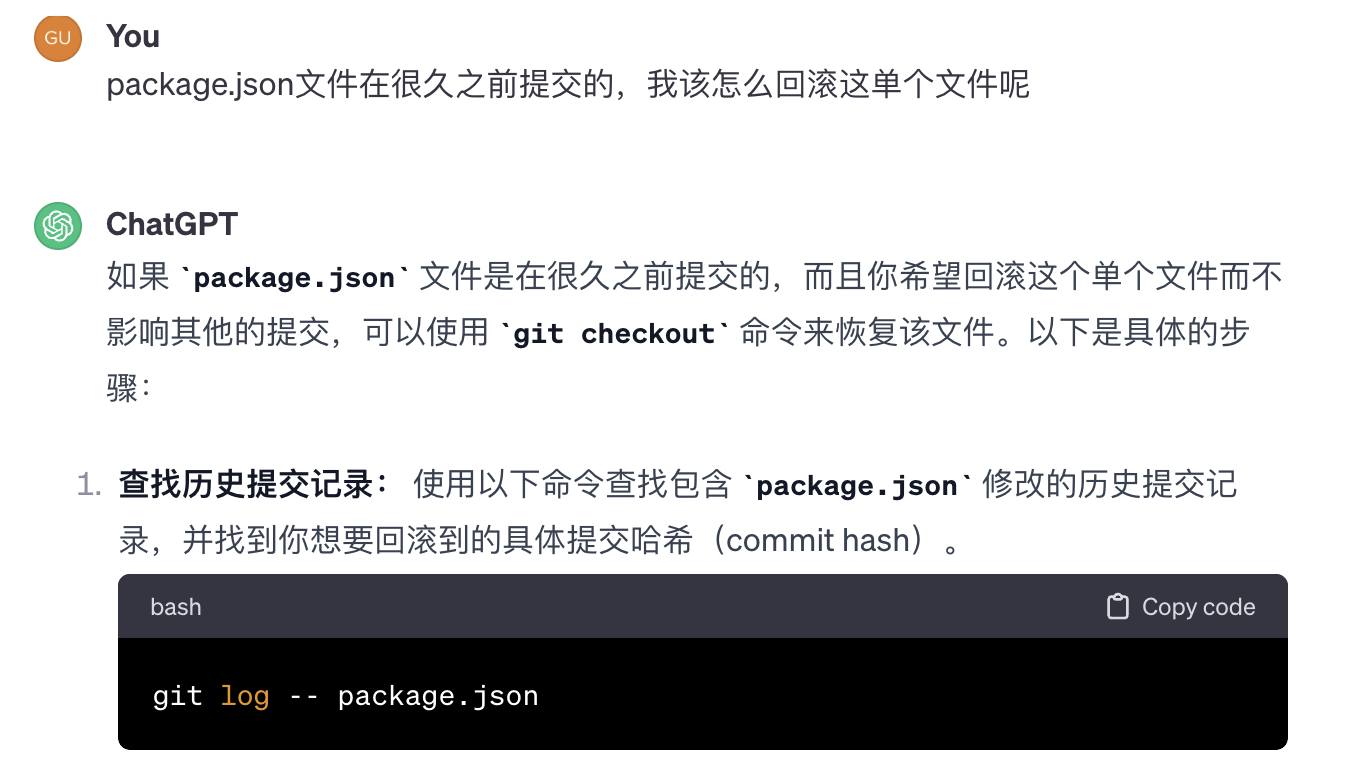 GU
You
package.json文件在很久之前提交的，我该怎么回滚这单个文件呢
ChatGPT
如果 `package.json` 文件是在很久之前提交的，而且你希望回滚这个单个文件而不
影响其他的提交，可以使用 `git checkout` 命令来恢复该文件。以下是具体的步
骤：
1. 查找历史提交记录： 使用以下命令查找包含 `package.json` 修改的历史提交记
录，并找到你想要回滚到的具体提交哈希（commit hash）。
bash Copy code
git log -- package.json